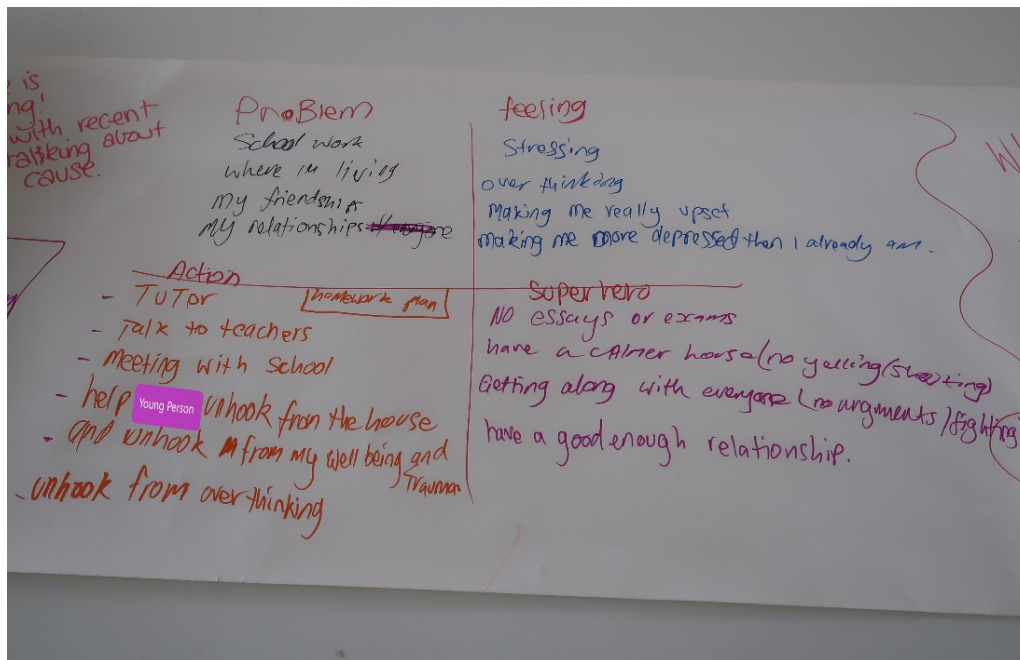 is
ng!
with recent
talking about
cause.
Problem
School work
where im living
my friendships
my relationships
feeling
Stressing
over thinking
Making me really upset
making me more depressed then I already am.
Action
- Tutor
homework plan
- Talk to teachers
- Meeting with School
- help Young Person unhook from the house
- and unhook from my well being and
Trauma
- unhook from over thinking
Superhero
NO essays or exams
have a calmer house (no yelling/shouting)
Getting along with everyone (no argments/fighting)
have a good enough relationship.